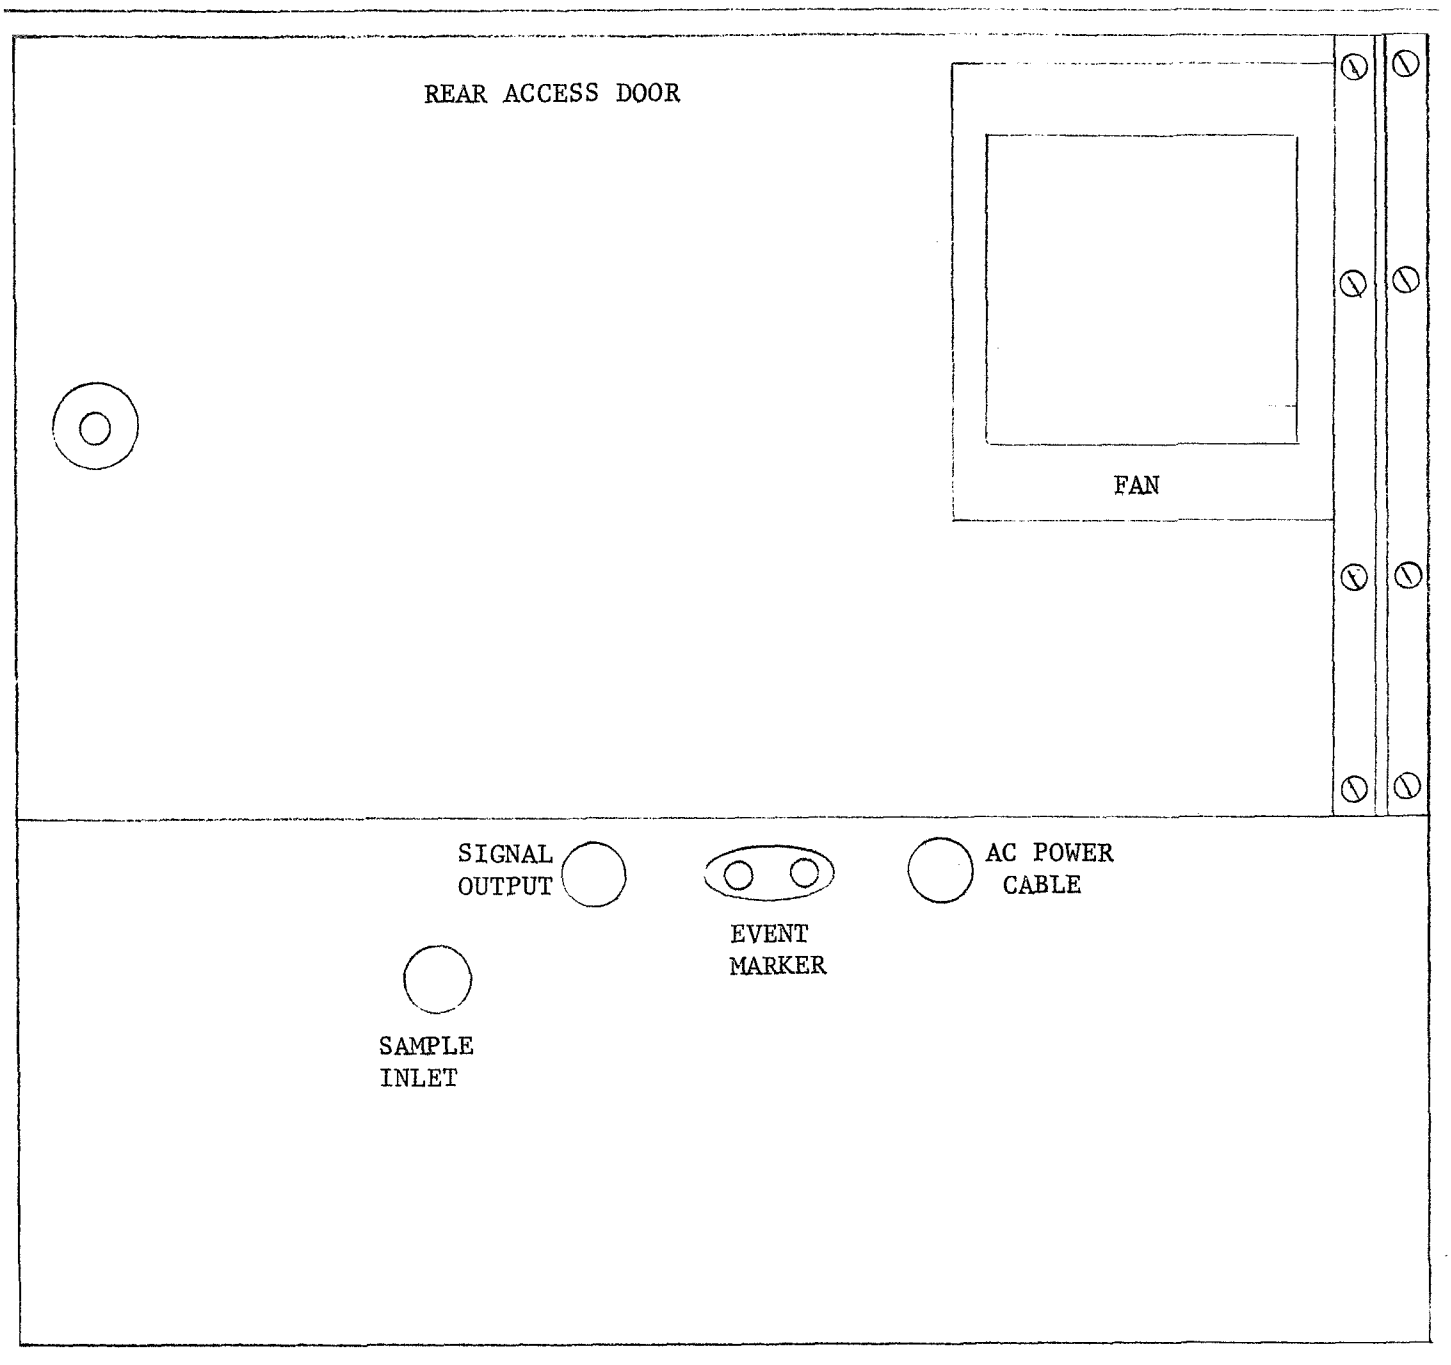 REAR ACCESS DOOR
FAN
SIGNAL
OUTPUT
EVENT
MARKER
AC POWER
CABLE
SAMPLE
INLET